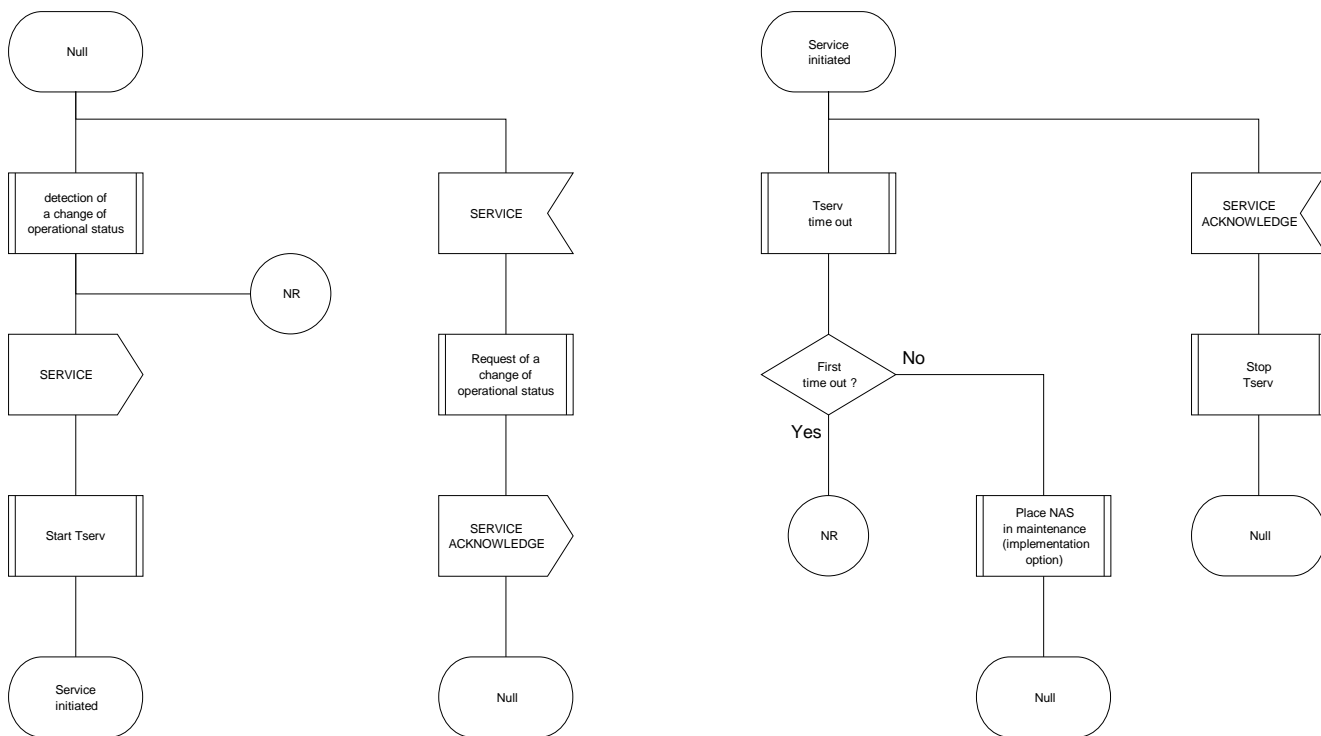 Null
detection of
a change of
operational status
NR
SERVICE
Start Tserv
Service
initiated
SERVICE
Request of a
change of
operational status
SERVICE
ACKNOWLEDGE
Null
Service
initiated
Tserv
time out
First
time out ?
No
Yes
NR
Place NAS
in maintenance
(implementation
option)
Null
SERVICE
ACKNOWLEDGE
Stop
Tserv
Null